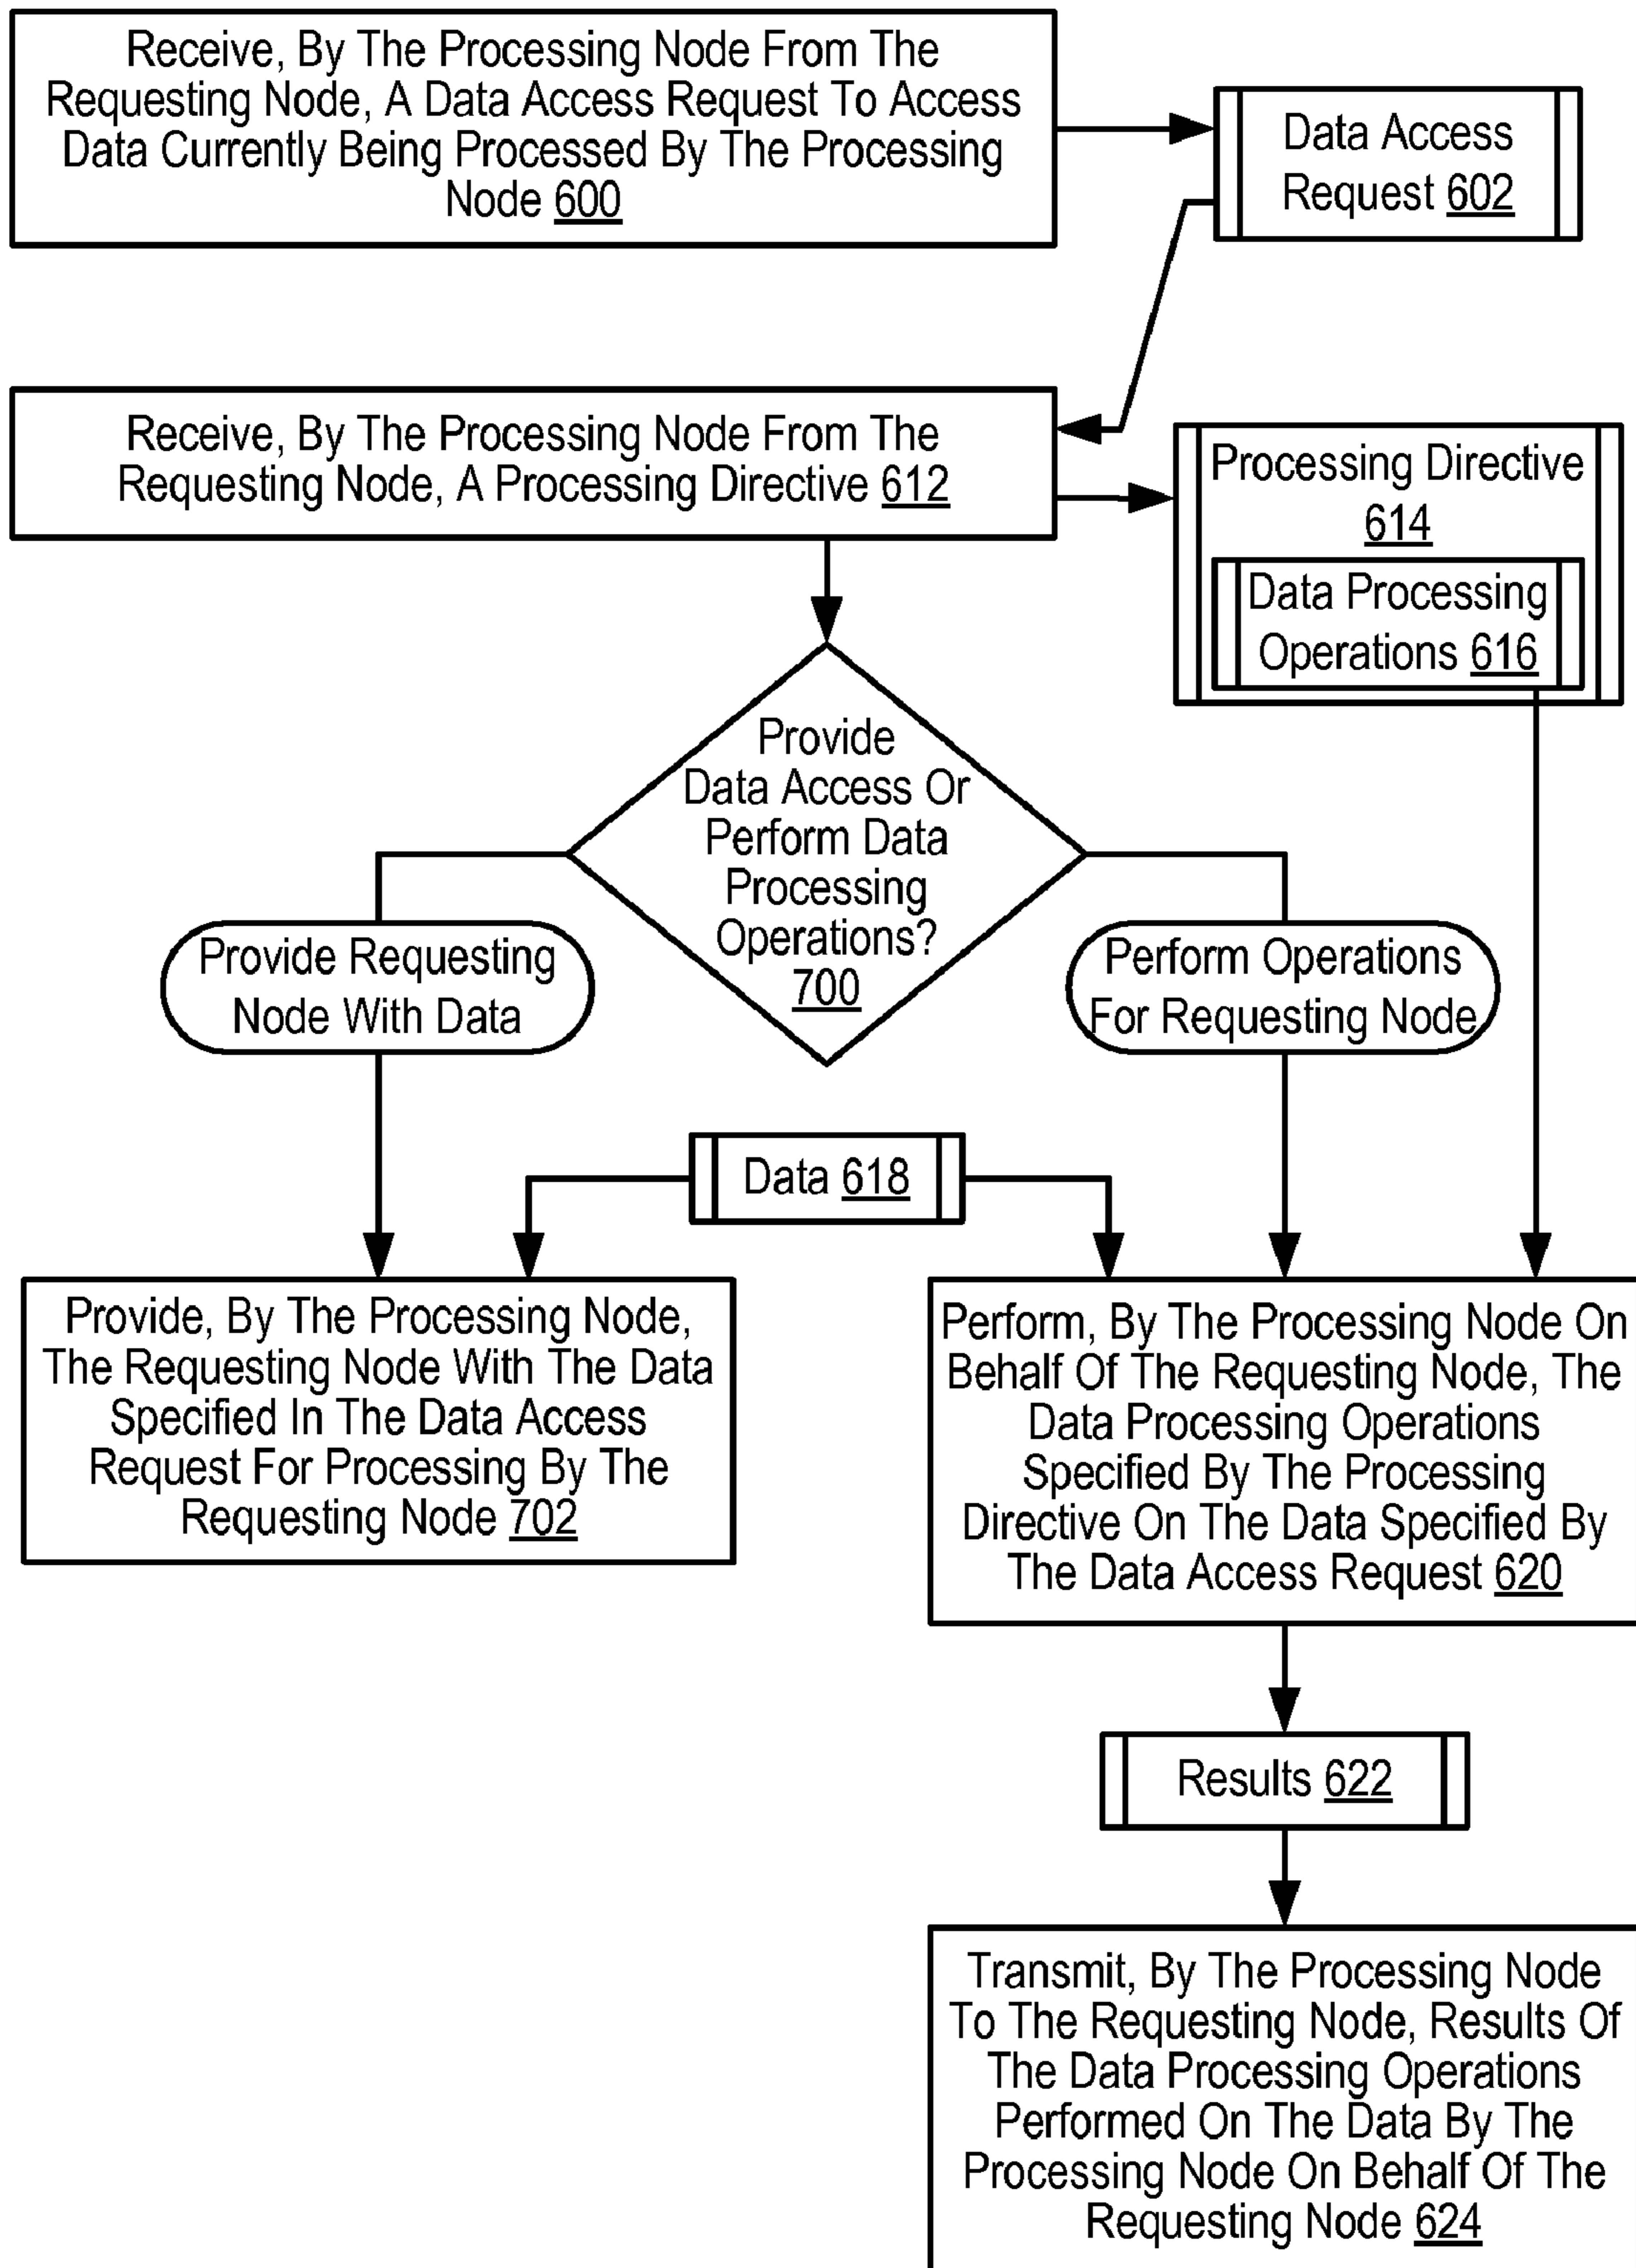 Receive, By The Processing Node From The
Requesting Node, A Data Access Request To Access
Data Currently Being Processed By The Processing
Node 600
Data Access
Request 602
Receive, By The Processing Node From The
Requesting Node, A Processing Directive 612
Processing Directive
614
Data Processing
Operations 616
Provide
Data Access Or
Perform Data
Processing
Operations?
700
Provide Requesting
Node With Data
Perform Operations
For Requesting Node
Data 618
Provide, By The Processing Node,
The Requesting Node With The Data
Specified In The Data Access
Request For Processing By The
Requesting Node 702
Perform, By The Processing Node On
Behalf Of The Requesting Node, The
Data Processing Operations
Specified By The Processing
Directive On The Data Specified By
The Data Access Request 620
Results 622
Transmit, By The Processing Node
To The Requesting Node, Results Of
The Data Processing Operations
Performed On The Data By The
Processing Node On Behalf Of The
Requesting Node 624